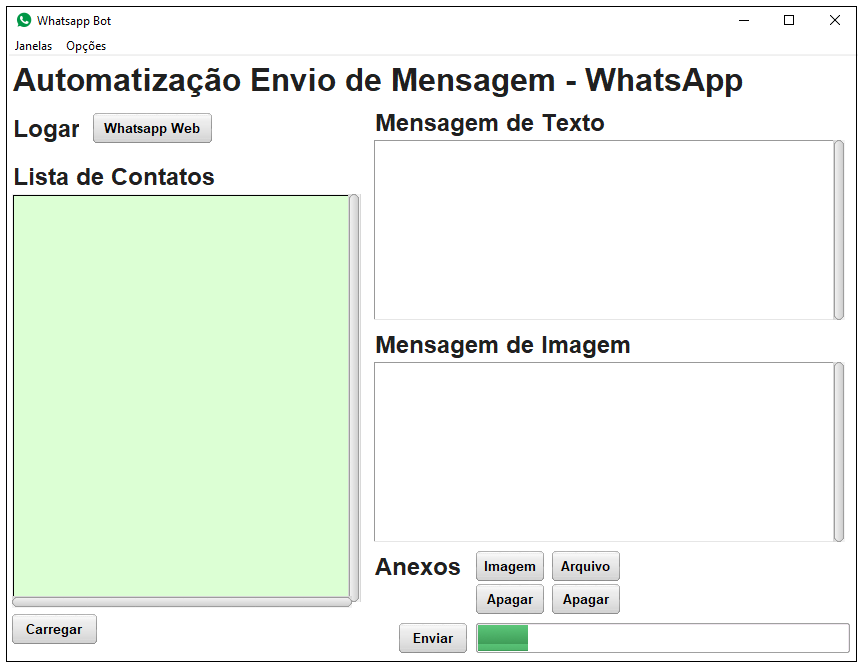 Whatsapp Bot
Janelas Opções
Automatização Envio de Mensagem - WhatsApp
Logar Whatsapp Web
Lista de Contatos
Carregar
Mensagem de Texto
Mensagem de Imagem
Anexos Imagem Arquivo
Apagar Apagar
Enviar